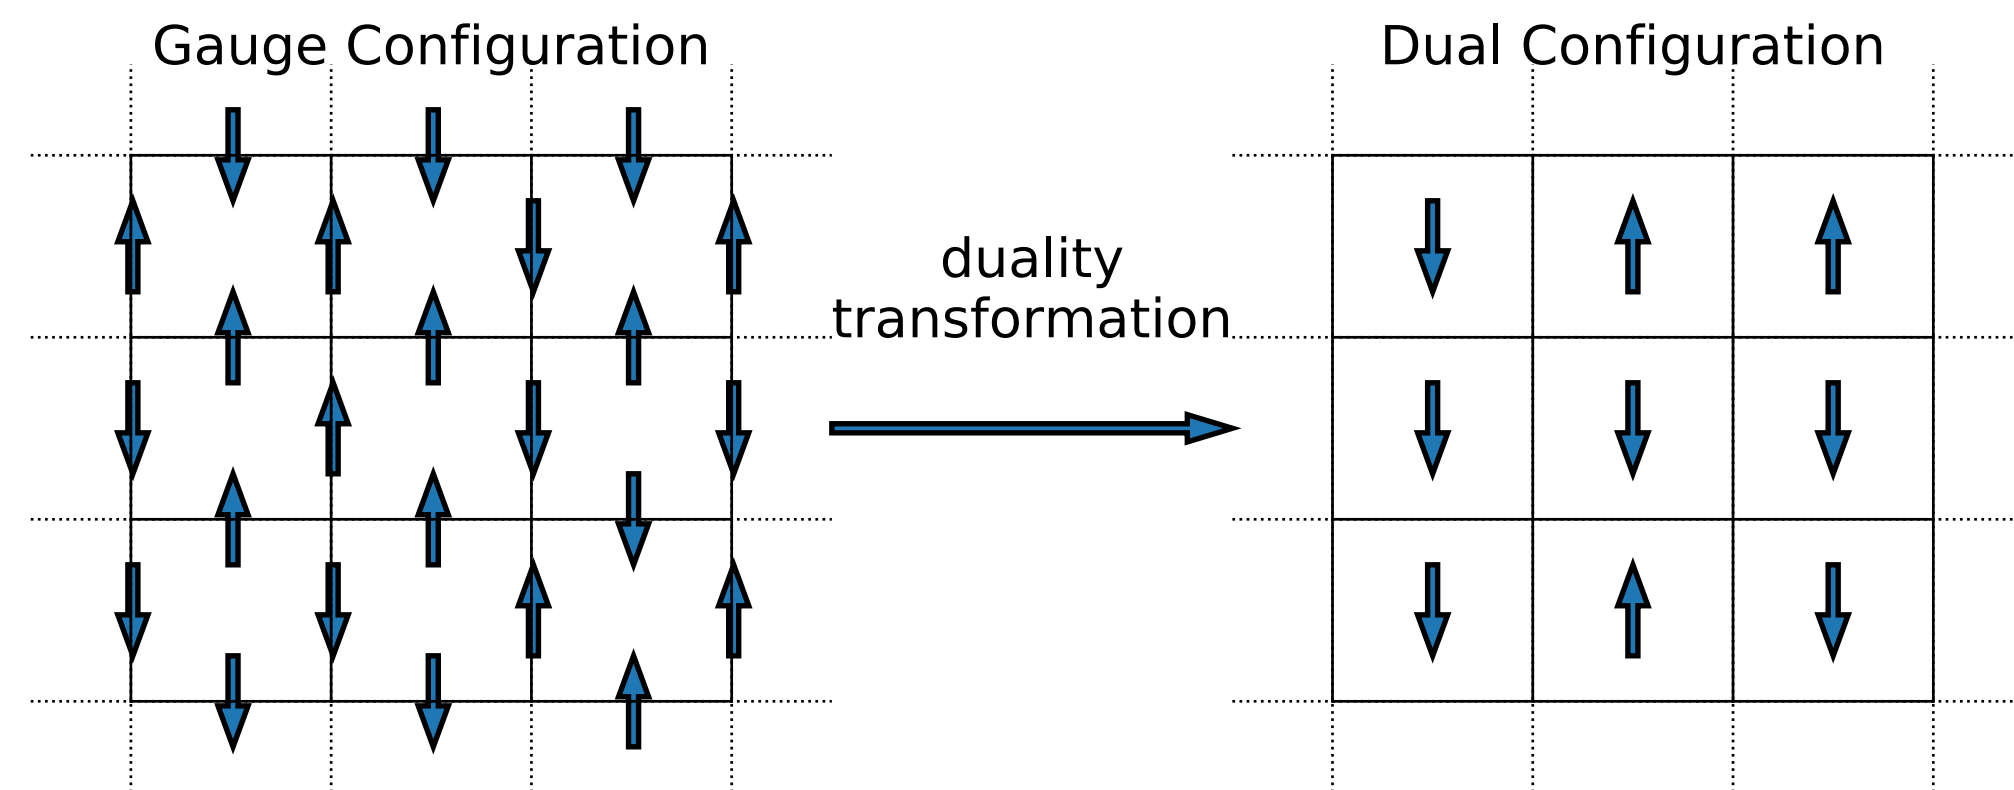 Gauge Configuration
Dual Configuration
duality
transformation